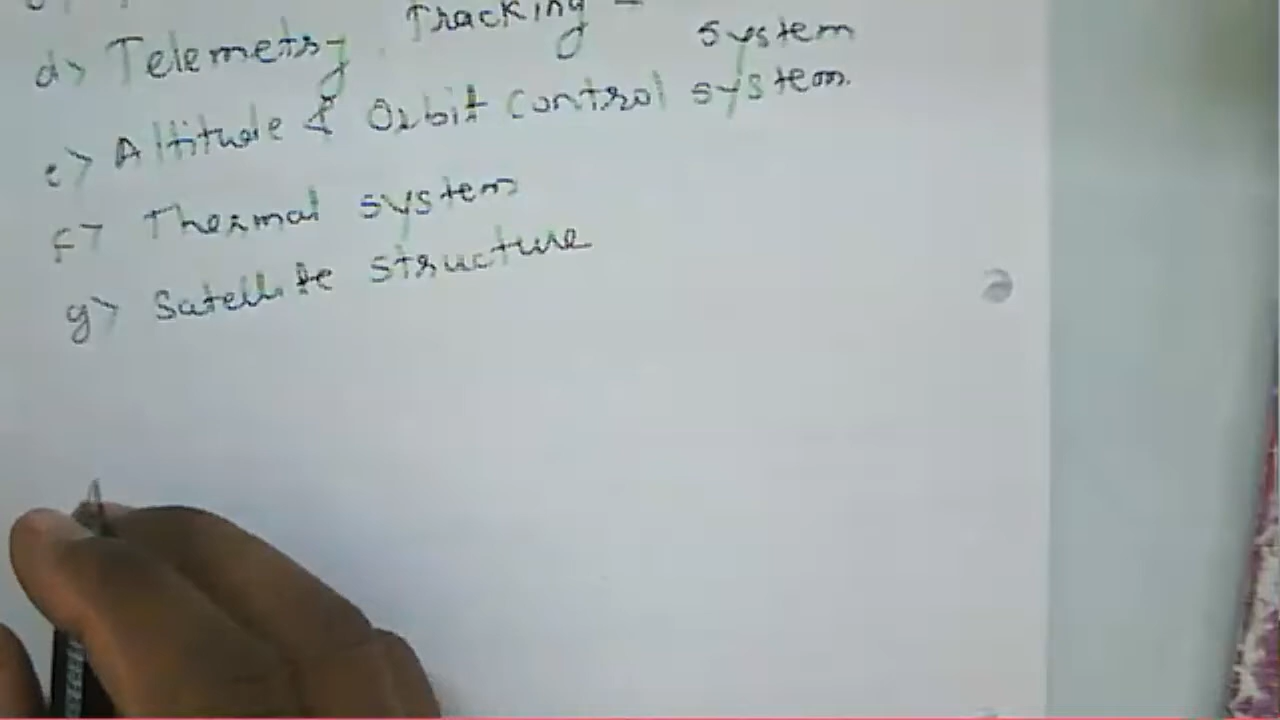 d> Telemetry, Tracking
system
e> Altitude & Orbit control system.
f> Thermal system
g> Satellite structure